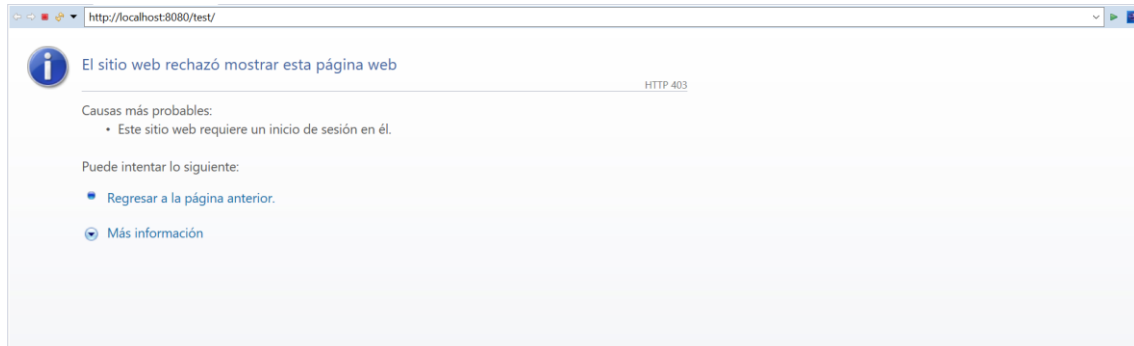 http://localhost:8080/test/
El sitio web rechazó mostrar esta página web
HTTP 403
Causas más probables:
• Este sitio web requiere un inicio de sesión en él.
Puede intentar lo siguiente:
Regresar a la página anterior.
Más información